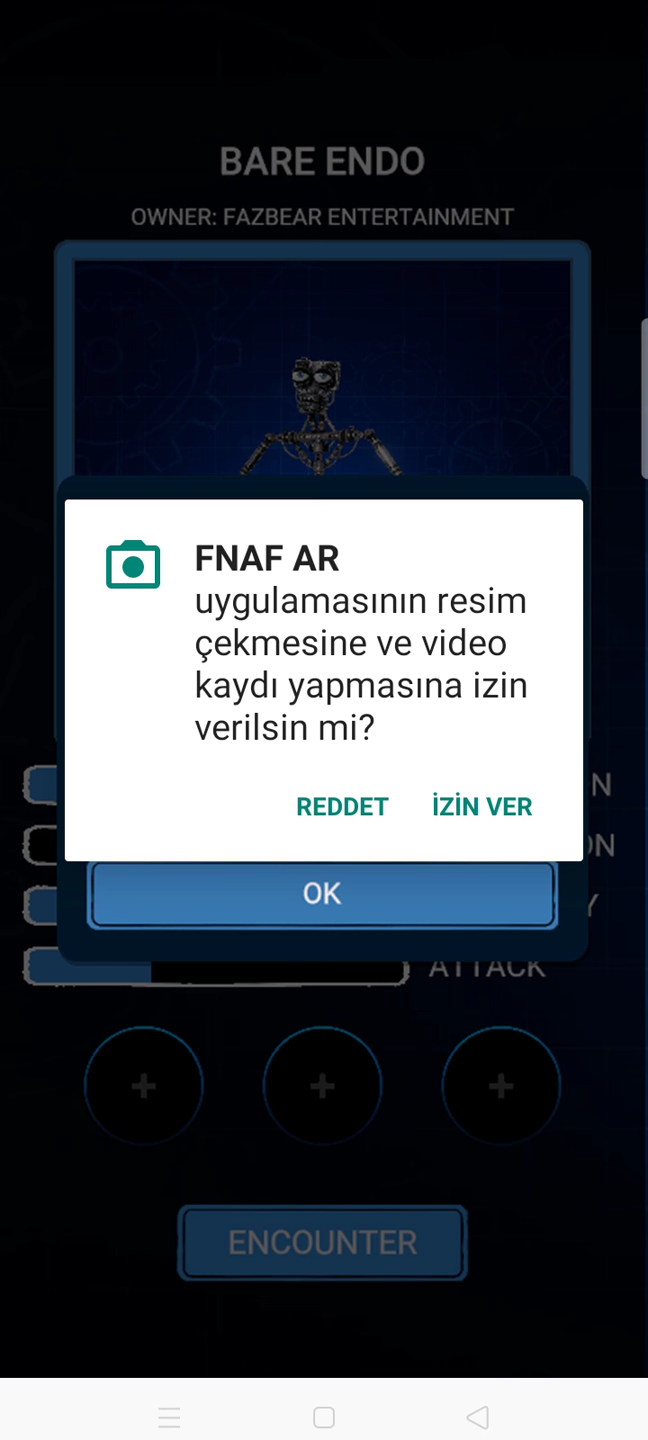 BARE ENDO
OWNER: FAZBEAR ENTERTAINMENT
FNAF AR
uygulamasının resim
çekmesine ve video
kaydı yapmasına izin
verilsin mi?
REDDET İZİN VER
OK
ATTACK
ENCOUNTER